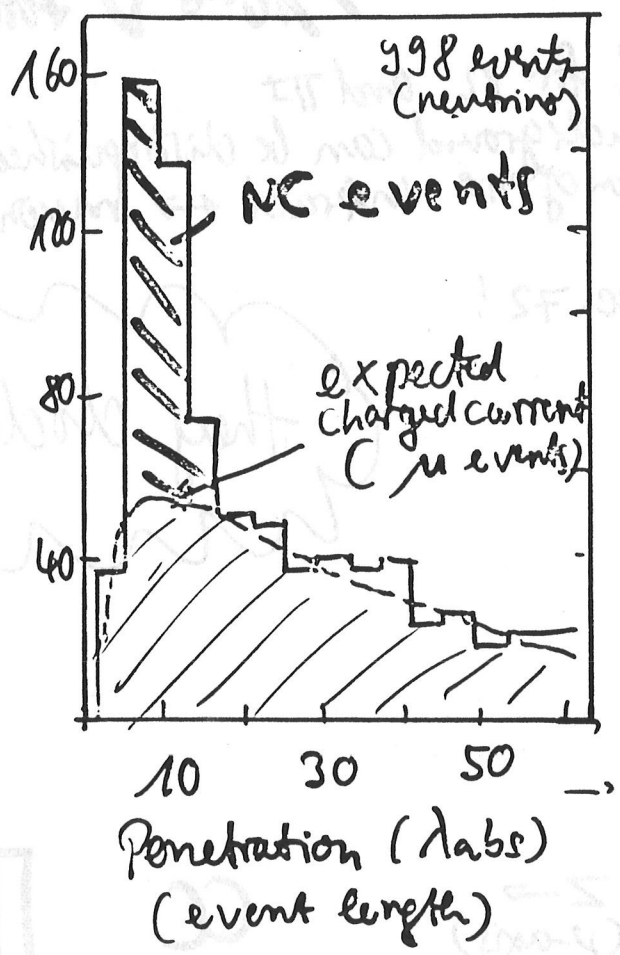 160
998 events
(neutrinos)
NC events
120
expected
charged current
(μ events)
80
40
10 30 50
Penetration (λabs)
(event length)